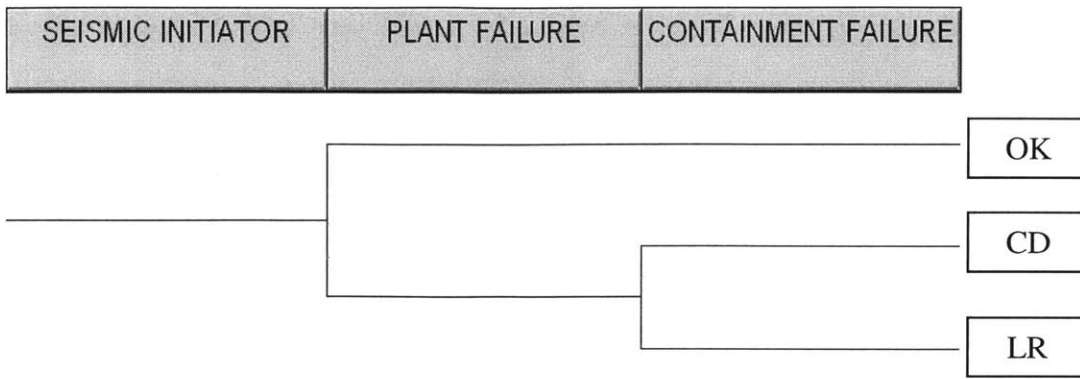 SEISMIC INITIATOR PLANT FAILURE CONTAINMENT FAILURE
OK
CD
LR